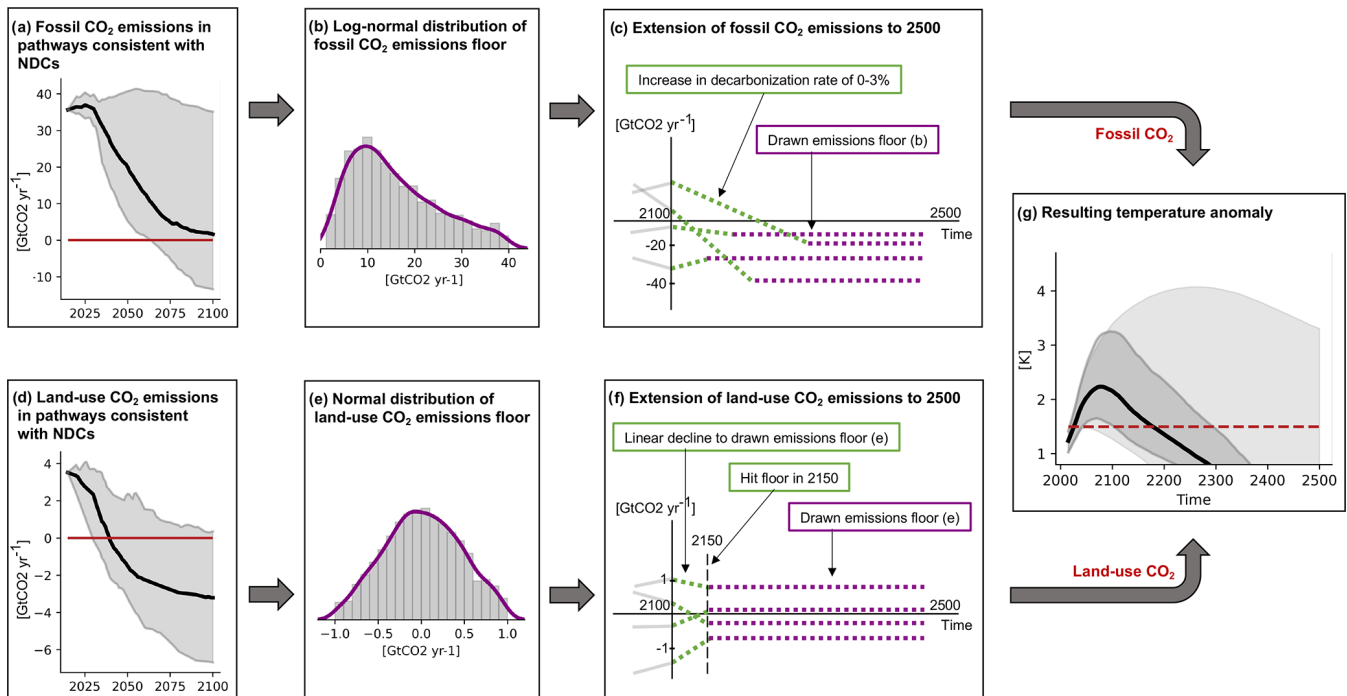 (a) Fossil CO₂ emissions in
pathways consistent with
NDCs
[GtCO2 yr⁻¹]
40
30
20
10
0
-10
2025
2050
2075
2100
(b) Log-normal distribution of
fossil CO₂ emissions floor
0
10
20
30
40
[GtCO2 yr-1]
(c) Extension of fossil CO₂ emissions to 2500
Increase in decarbonization rate of 0-3%
[GtCO2 yr⁻¹]
Drawn emissions floor (b)
2100
2500
Time
-20
-40
Fossil CO₂
(d) Land-use CO₂ emissions
in pathways consistent
with NDCs
[GtCO2 yr⁻¹]
4
2
0
−2
−4
−6
2025
2050
2075
2100
(e) Normal distribution of
land-use CO₂ emissions floor
−1.0
−0.5
0.0
0.5
1.0
[GtCO2 yr-1]
(f) Extension of land-use CO₂ emissions to 2500
Linear decline to drawn emissions floor (e)
Hit floor in 2150
[GtCO2 yr⁻¹]
Drawn emissions floor (e)
2150
1
2100
2500
Time
-1
Land-use CO₂
(g) Resulting temperature anomaly
[K]
4
3
2
1
2000
2100
2200
2300
2400
2500
Time